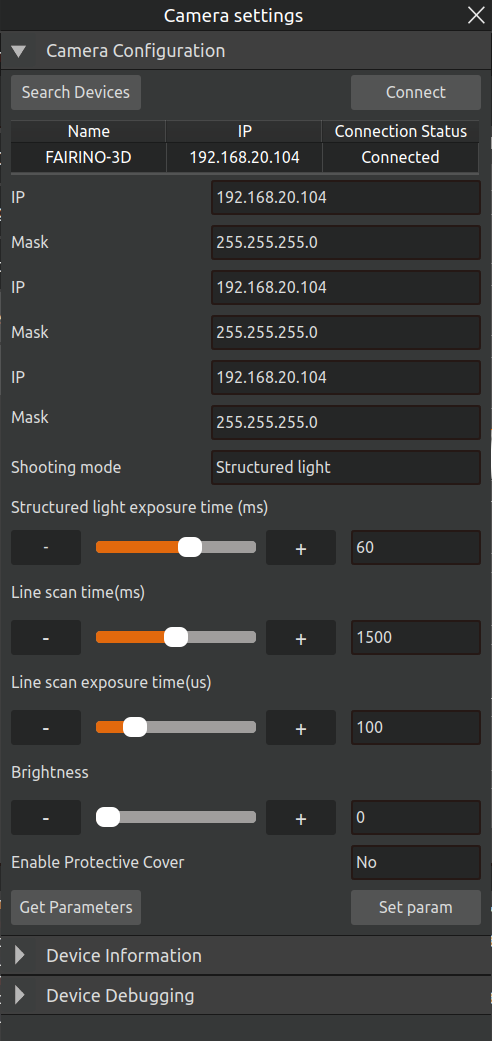 Camera settings
Camera Configuration
Search Devices Connect
Name IP Connection Status
FAIRINO-3D 192.168.20.104 Connected
IP 192.168.20.104
Mask 255.255.255.0
IP 192.168.20.104
Mask 255.255.255.0
IP 192.168.20.104
Mask 255.255.255.0
Shooting mode Structured light
Structured light exposure time (ms)
- + 60
Line scan time(ms)
- + 1500
Line scan exposure time(us)
- + 100
Brightness
- + 0
Enable Protective Cover No
Get Parameters Set param
Device Information
Device Debugging